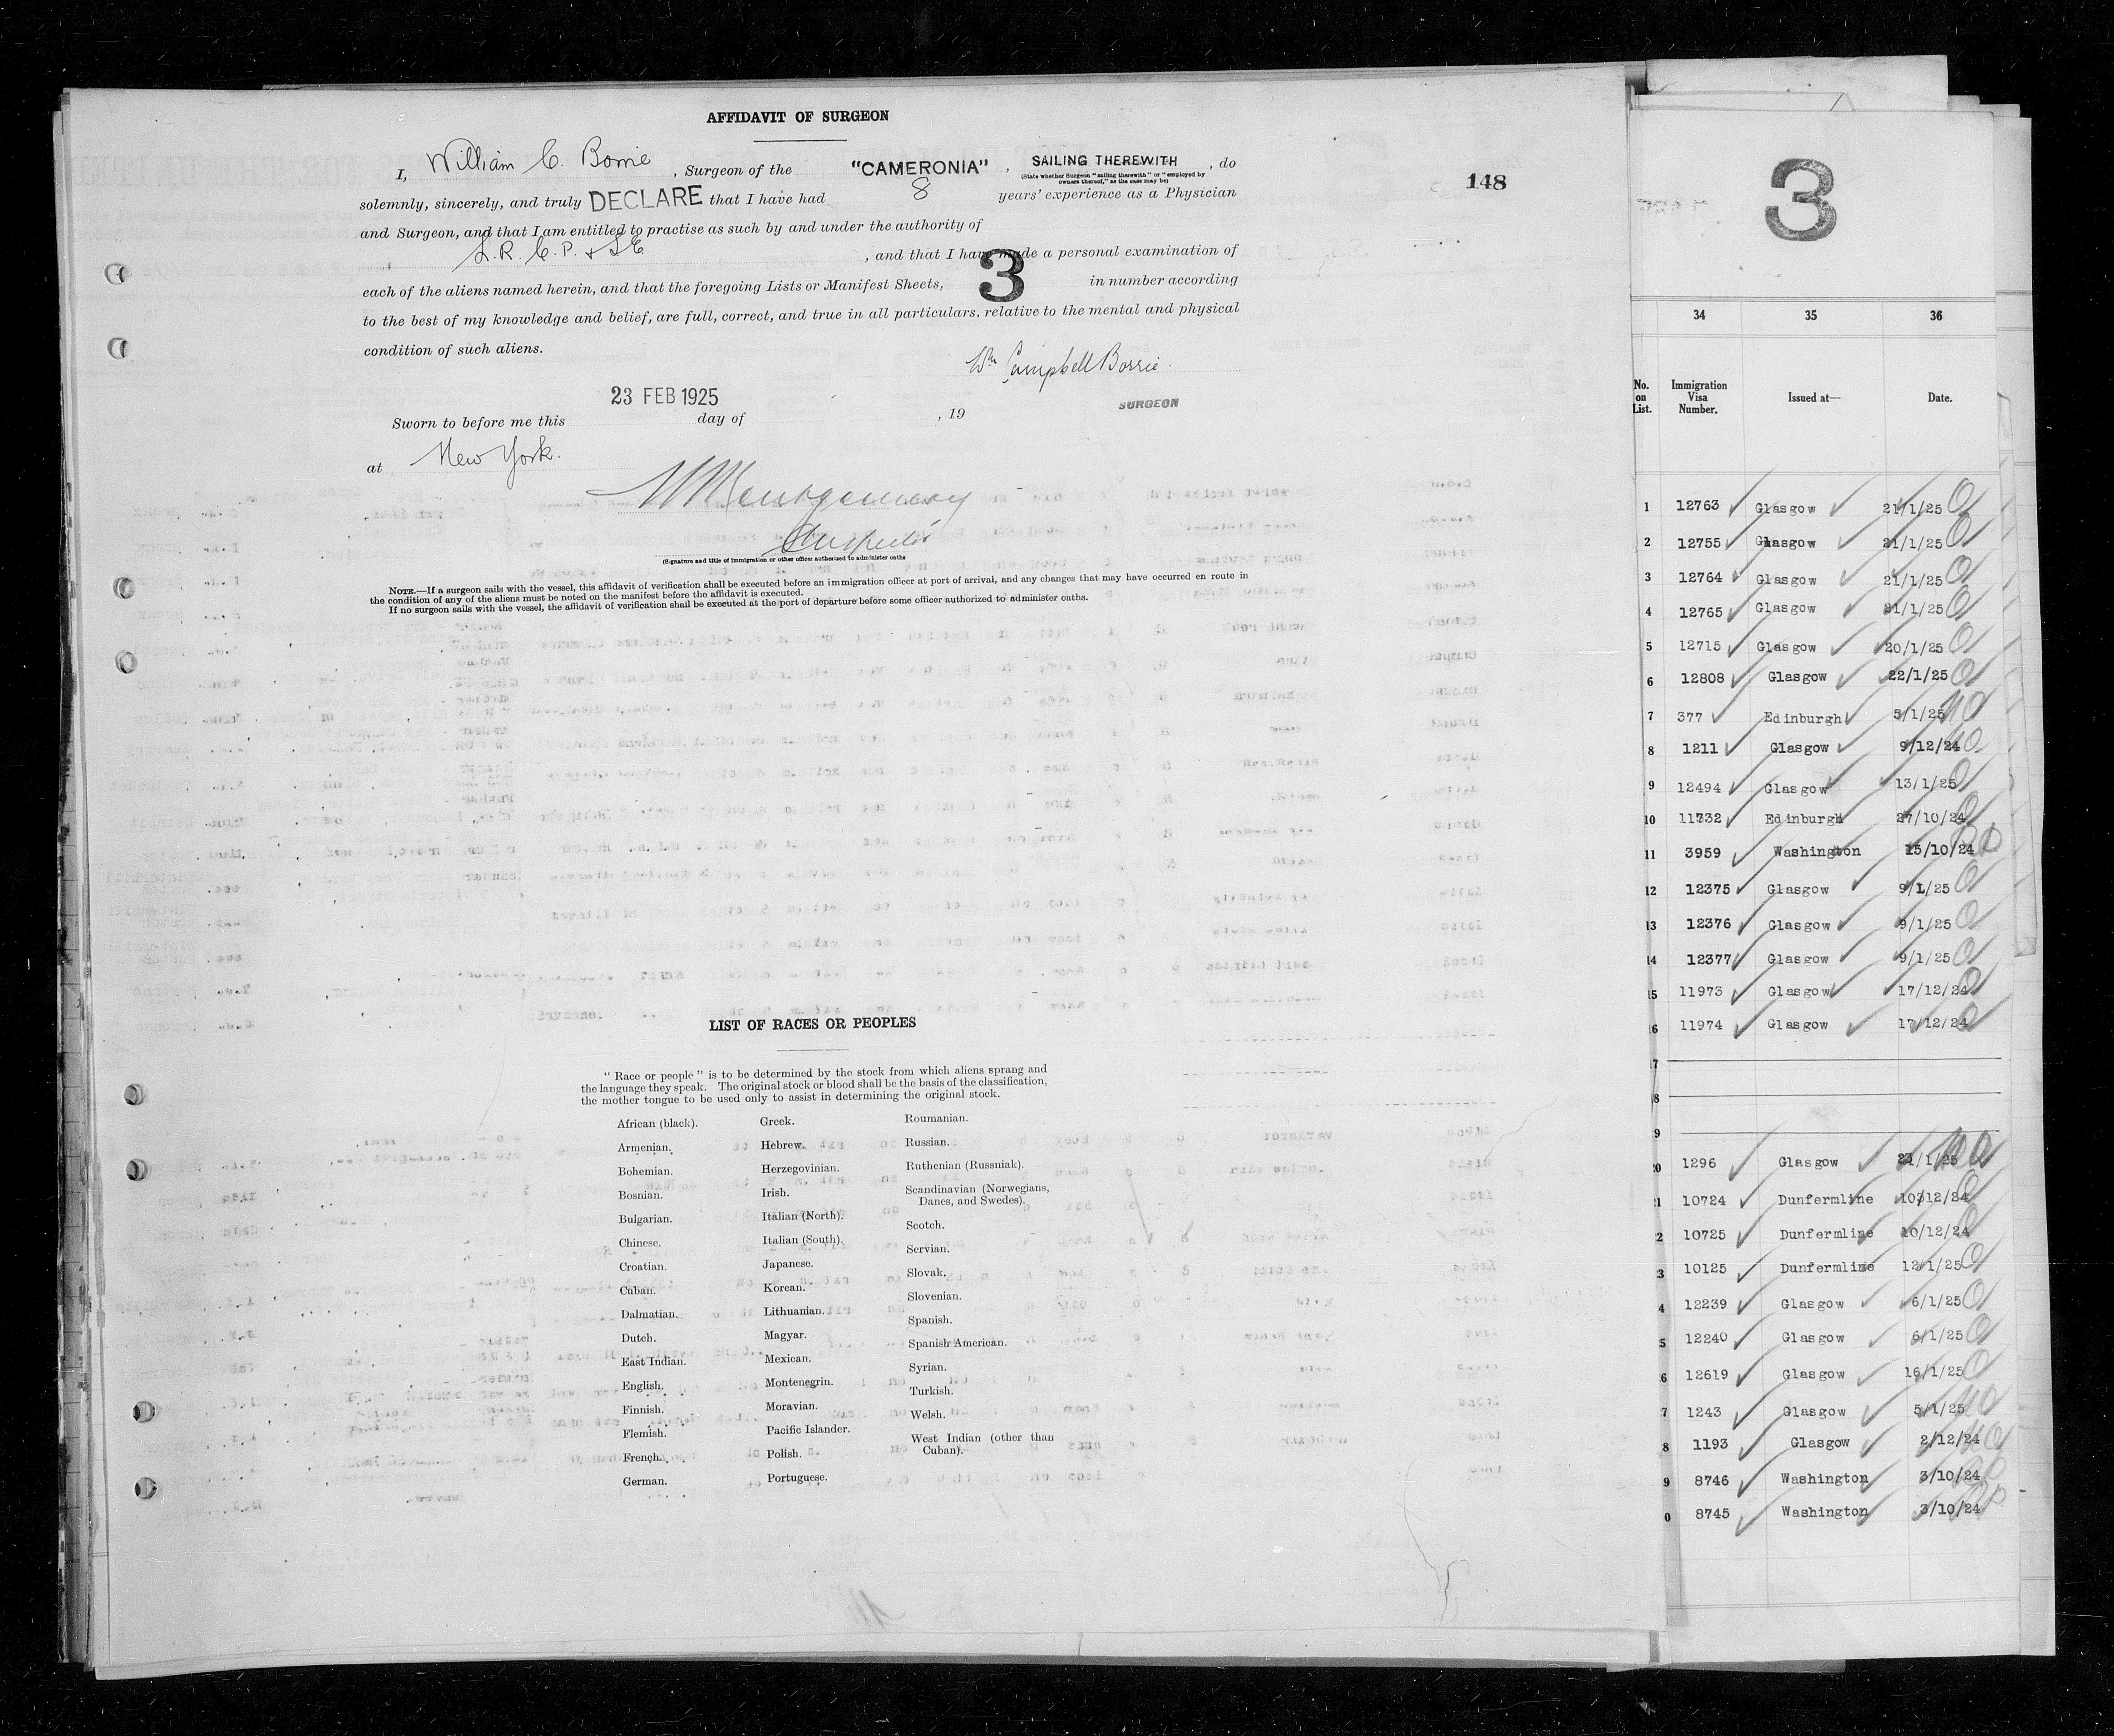 AFFIDAVIT OF SURGEON
I, William C. Borrie, Surgeon of the "CAMERONIA", SAILING THEREWITH, do
(State whether Surgeon "sailing therewith" or "employed by
owners thereof," as the case may be)
148
solemnly, sincerely, and truly DECLARE that I have had 8 years' experience as a Physician
and Surgeon, and that I am entitled to practise as such by and under the authority of
L.R.C.P. & S.E, and that I have made a personal examination of
each of the aliens named herein, and that the foregoing Lists or Manifest Sheets, 3 in number according
to the best of my knowledge and belief, are full, correct, and true in all particulars, relative to the mental and physical
condition of such aliens.
Wm Campbell Borrie.
SURGEON
23 FEB 1925
Sworn to before me this day of , 19
at New York.
Montgomery
Inspector
(Signature and title of immigration or other officer authorized to administer oaths
NOTE.—If a surgeon sails with the vessel, this affidavit of verification shall be executed before an immigration officer at port of arrival, and any changes that may have occurred en route in
the condition of any of the aliens must be noted on the manifest before the affidavit is executed.
If no surgeon sails with the vessel, the affidavit of verification shall be executed at the port of departure before some officer authorized to administer oaths.
LIST OF RACES OR PEOPLES
"Race or people" is to be determined by the stock from which aliens sprang and
the language they speak. The original stock or blood shall be the basis of the classification,
the mother tongue to be used only to assist in determining the original stock.
African (black).
Armenian.
Bohemian.
Bosnian.
Bulgarian.
Chinese.
Croatian.
Cuban.
Dalmatian.
Dutch.
East Indian.
English.
Finnish.
Flemish.
French.
German.
Greek.
Hebrew.
Herzegovinian.
Irish.
Italian (North).
Italian (South).
Japanese.
Korean.
Lithuanian.
Magyar.
Mexican.
Montenegrin.
Moravian.
Pacific Islander.
Polish.
Portuguese.
Roumanian.
Russian.
Ruthenian (Russniak).
Scandinavian (Norwegians,
Danes, and Swedes).
Scotch.
Servian.
Slovak.
Slovenian.
Spanish.
Spanish American.
Syrian.
Turkish.
Welsh.
West Indian (other than
Cuban).
3
34 35 36
No. on List. Immigration Visa Number. Issued at— Date.
1 12763 Glasgow 21/1/25
2 12755 Glasgow 21/1/25
3 12764 Glasgow 21/1/25
4 12765 Glasgow 21/1/25
5 12715 Glasgow 20/1/25
6 12808 Glasgow 22/1/25
7 377 Edinburgh 5/1/25
8 1211 Glasgow 9/12/24
9 12494 Glasgow 13/1/25
10 11732 Edinburgh 27/10/24
11 3959 Washington 15/10/24
12 12375 Glasgow 9/1/25
13 12376 Glasgow 9/1/25
14 12377 Glasgow 9/1/25
15 11973 Glasgow 17/12/24
6 11974 Glasgow 17/12/24
7
8
9
20 1296 Glasgow /1/25
1 10724 Dunfermline 10/12/24
2 10725 Dunfermline 10/12/24
3 10125 Dunfermline 12/1/25
4 12239 Glasgow 6/1/25
5 12240 Glasgow 6/1/25
6 12619 Glasgow 16/1/25
7 1243 Glasgow 5/1/25
8 1193 Glasgow 2/12/24
9 8746 Washington 3/10/24
0 8745 Washington 3/10/24